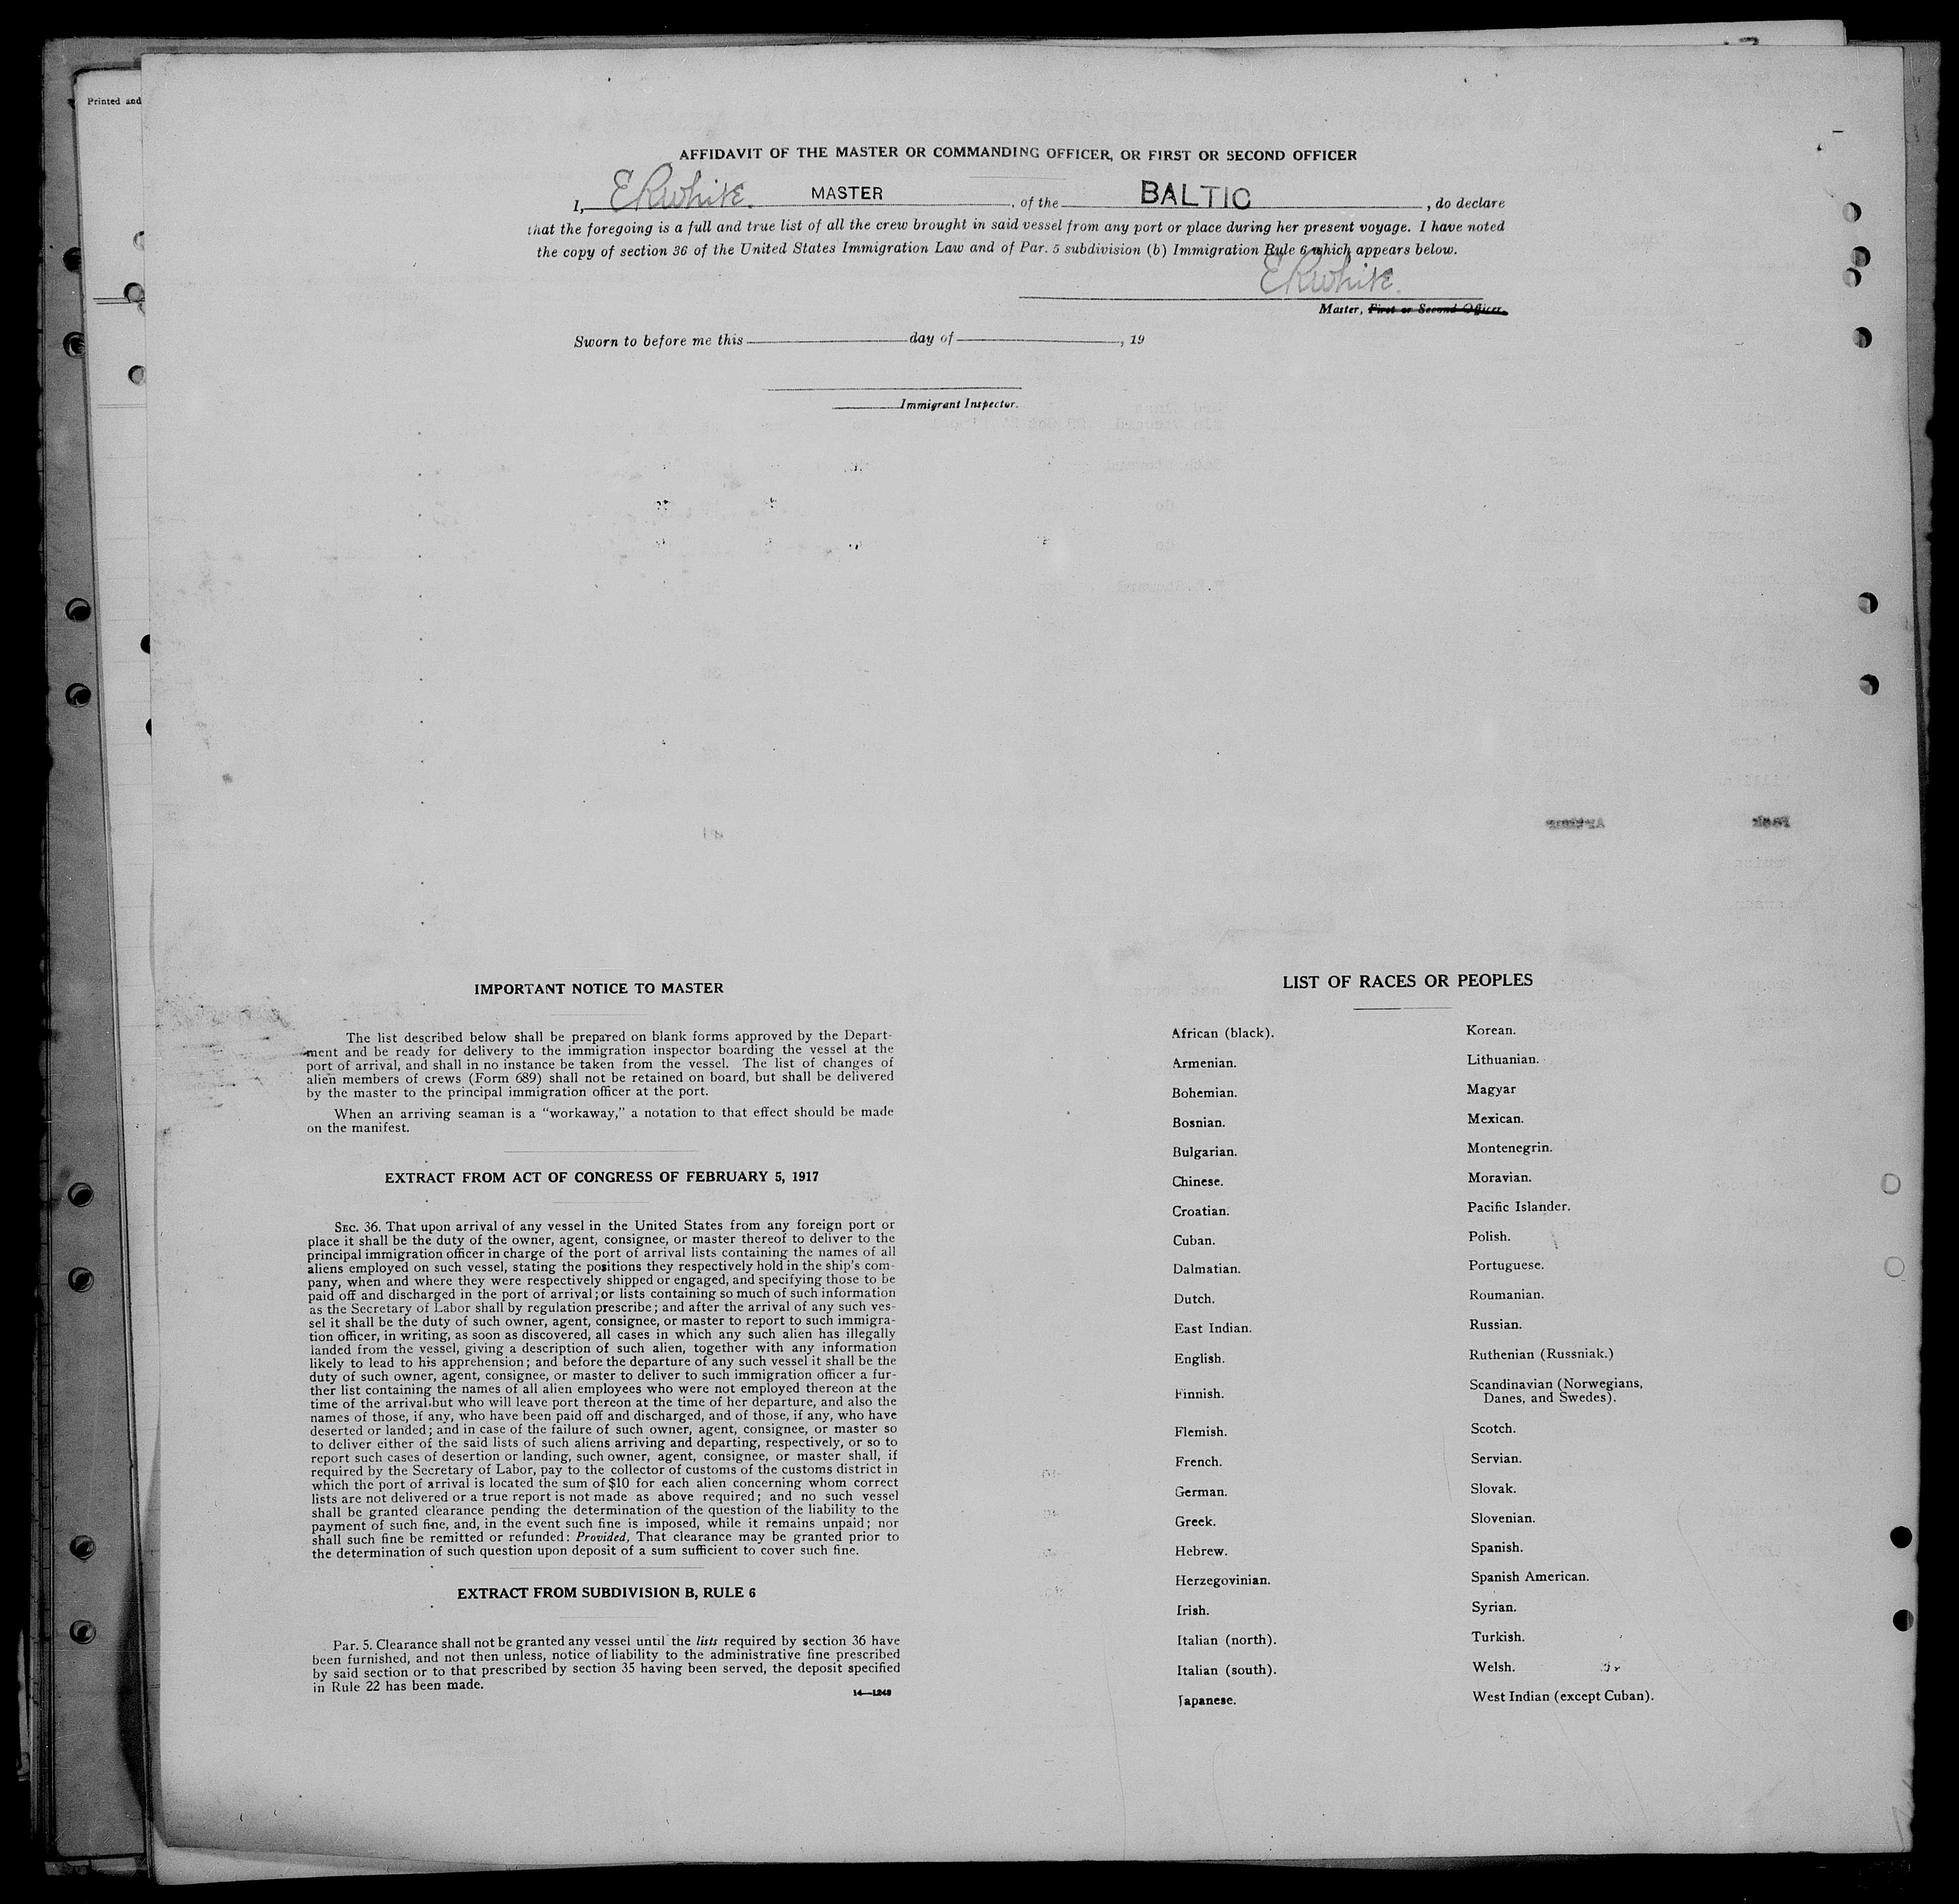 Printed and
AFFIDAVIT OF THE MASTER OR COMMANDING OFFICER, OR FIRST OR SECOND OFFICER
I, ERWhite. MASTER, of the BALTIC, do declare
that the foregoing is a full and true list of all the crew brought in said vessel from any port or place during her present voyage. I have noted
the copy of section 36 of the United States Immigration Law and of Par. 5 subdivision (b) Immigration Rule 6 which appears below.
ERWhite.
Master, First or Second Officer.
Sworn to before me this day of , 19
Immigrant Inspector.
IMPORTANT NOTICE TO MASTER
The list described below shall be prepared on blank forms approved by the Depart-
ment and be ready for delivery to the immigration inspector boarding the vessel at the
port of arrival, and shall in no instance be taken from the vessel. The list of changes of
alien members of crews (Form 689) shall not be retained on board, but shall be delivered
by the master to the principal immigration officer at the port.
When an arriving seaman is a "workaway," a notation to that effect should be made
on the manifest.
EXTRACT FROM ACT OF CONGRESS OF FEBRUARY 5, 1917
SEC. 36. That upon arrival of any vessel in the United States from any foreign port or
place it shall be the duty of the owner, agent, consignee, or master thereof to deliver to the
principal immigration officer in charge of the port of arrival lists containing the names of all
aliens employed on such vessel, stating the positions they respectively hold in the ship's com-
pany, when and where they were respectively shipped or engaged, and specifying those to be
paid off and discharged in the port of arrival; or lists containing so much of such information
as the Secretary of Labor shall by regulation prescribe; and after the arrival of any such ves-
sel it shall be the duty of such owner, agent, consignee, or master to report to such immigra-
tion officer, in writing, as soon as discovered, all cases in which any such alien has illegally
landed from the vessel, giving a description of such alien, together with any information
likely to lead to his apprehension; and before the departure of any such vessel it shall be the
duty of such owner, agent, consignee, or master to deliver to such immigration officer a fur-
ther list containing the names of all alien employees who were not employed thereon at the
time of the arrival but who will leave port thereon at the time of her departure, and also the
names of those, if any, who have been paid off and discharged, and of those, if any, who have
deserted or landed; and in case of the failure of such owner, agent, consignee, or master so
to deliver either of the said lists of such aliens arriving and departing, respectively, or so to
report such cases of desertion or landing, such owner, agent, consignee, or master shall, if
required by the Secretary of Labor, pay to the collector of customs of the customs district in
which the port of arrival is located the sum of $10 for each alien concerning whom correct
lists are not delivered or a true report is not made as above required; and no such vessel
shall be granted clearance pending the determination of the question of the liability to the
payment of such fine, and, in the event such fine is imposed, while it remains unpaid; nor
shall such fine be remitted or refunded: Provided, That clearance may be granted prior to
the determination of such question upon deposit of a sum sufficient to cover such fine.
EXTRACT FROM SUBDIVISION B, RULE 6
Par. 5. Clearance shall not be granted any vessel until the lists required by section 36 have
been furnished, and not then unless, notice of liability to the administrative fine prescribed
by said section or to that prescribed by section 35 having been served, the deposit specified
in Rule 22 has been made.
14—1248
LIST OF RACES OR PEOPLES
African (black).
Armenian.
Bohemian.
Bosnian.
Bulgarian.
Chinese.
Croatian.
Cuban.
Dalmatian.
Dutch.
East Indian.
English.
Finnish.
Flemish.
French.
German.
Greek.
Hebrew.
Herzegovinian.
Irish.
Italian (north).
Italian (south).
Japanese.
Korean.
Lithuanian.
Magyar
Mexican.
Montenegrin.
Moravian.
Pacific Islander.
Polish.
Portuguese.
Roumanian.
Russian.
Ruthenian (Russniak.)
Scandinavian (Norwegians,
Danes, and Swedes).
Scotch.
Servian.
Slovak.
Slovenian.
Spanish.
Spanish American.
Syrian.
Turkish.
Welsh.
West Indian (except Cuban).